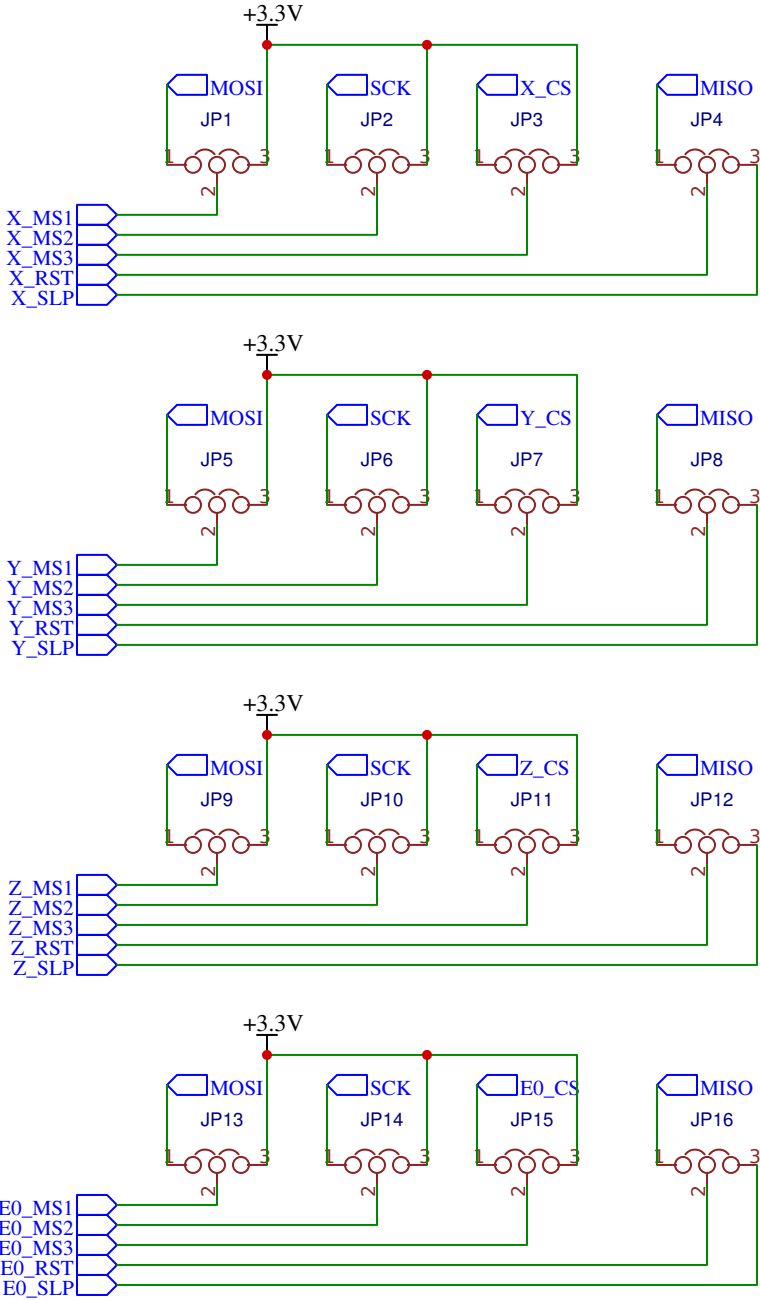 +3.3V
MOSI SCK X_CS MISO
JP1 JP2 JP3 JP4
1 3 1 3 1 3 1 3
2 2 2 2
X_MS1
X_MS2
X_MS3
X_RST
X_SLP
+3.3V
MOSI SCK Y_CS MISO
JP5 JP6 JP7 JP8
1 3 1 3 1 3 1 3
2 2 2 2
Y_MS1
Y_MS2
Y_MS3
Y_RST
Y_SLP
+3.3V
MOSI SCK Z_CS MISO
JP9 JP10 JP11 JP12
1 3 1 3 1 3 1 3
2 2 2 2
Z_MS1
Z_MS2
Z_MS3
Z_RST
Z_SLP
+3.3V
MOSI SCK E0_CS MISO
JP13 JP14 JP15 JP16
1 3 1 3 1 3 1 3
2 2 2 2
E0_MS1
E0_MS2
E0_MS3
E0_RST
E0_SLP